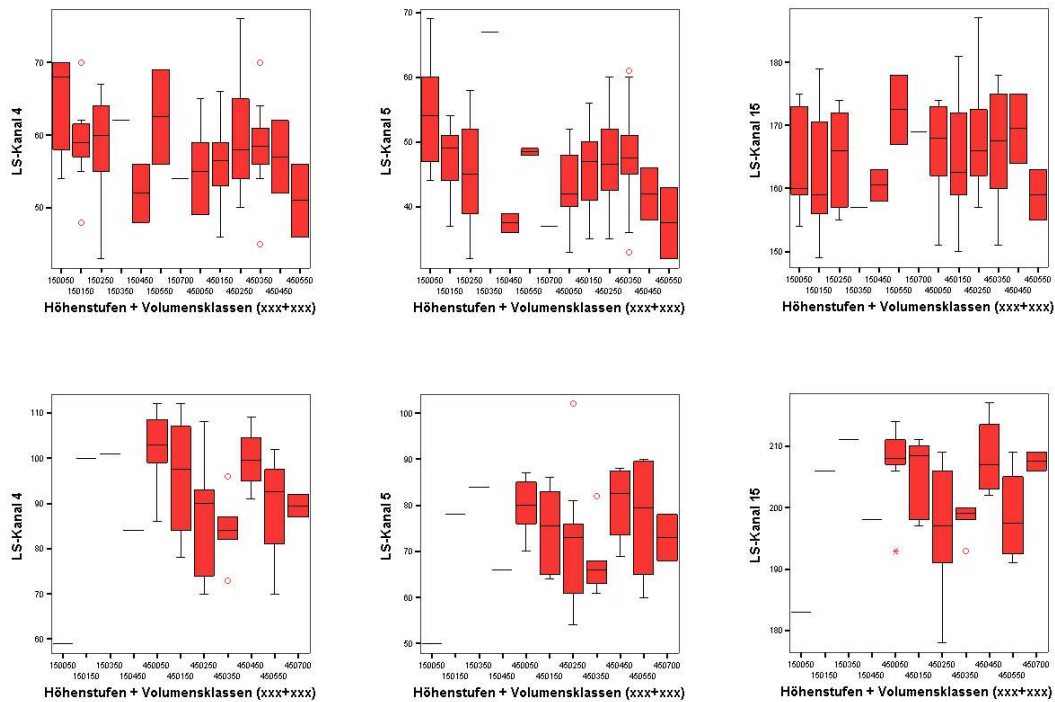 LS-Kanal 4
70
60
50
150050 150250 150450 150700 450150 450350 450550
150150 150350 150550 450050 450250 450450
Höhenstufen + Volumensklassen (xxx+xxx)
LS-Kanal 5
70
60
50
40
150050 150250 150450 150700 450150 450350 450550
150150 150350 150550 450050 450250 450450
Höhenstufen + Volumensklassen (xxx+xxx)
LS-Kanal 15
180
170
160
150
150050 150250 150450 150700 450150 450350 450550
150150 150350 150550 450050 450250 450450
Höhenstufen + Volumensklassen (xxx+xxx)
LS-Kanal 4
110
100
90
80
70
60
150050 150350 450050 450250 450450 450700
150150 150450 450150 450350 450550
Höhenstufen + Volumensklassen (xxx+xxx)
LS-Kanal 5
100
90
80
70
60
50
150050 150350 450050 450250 450450 450700
150150 150450 450150 450350 450550
Höhenstufen + Volumensklassen (xxx+xxx)
LS-Kanal 15
210
200
190
180
150050 150350 450050 450250 450450 450700
150150 150450 450150 450350 450550
Höhenstufen + Volumensklassen (xxx+xxx)